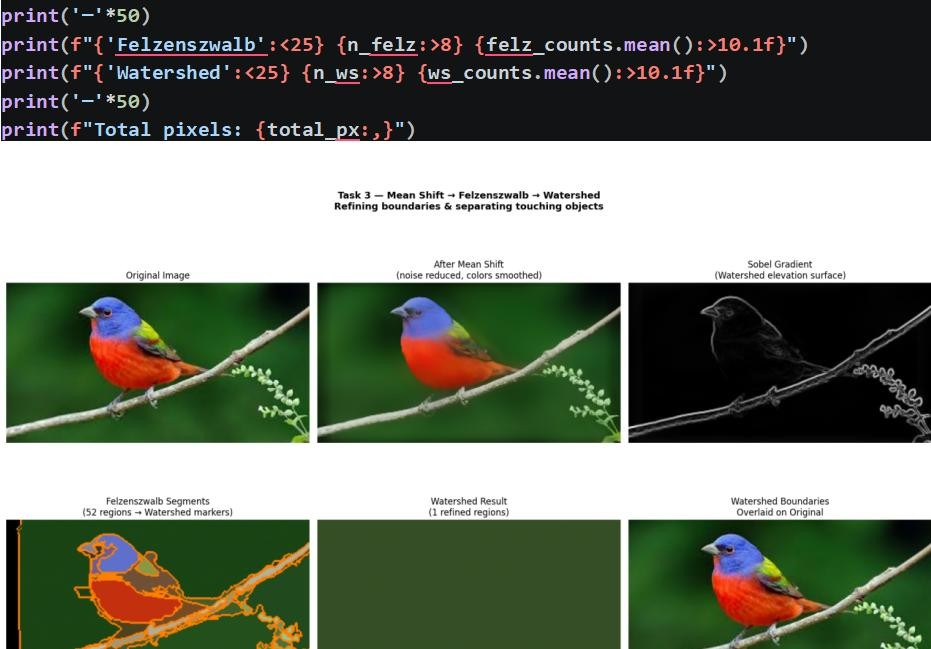 print('─'*50)
print(f"{'Felzenszwalb':<25} {n_felz:>8} {felz_counts.mean():>10.1f}")
print(f"{'Watershed':<25} {n_ws:>8} {ws_counts.mean():>10.1f}")
print('─'*50)
print(f"Total pixels: {total_px:,}")
Task 3 — Mean Shift → Felzenszwalb → Watershed
Refining boundaries & separating touching objects
Original Image
After Mean Shift
(noise reduced, colors smoothed)
Sobel Gradient
(Watershed elevation surface)
Felzenszwalb Segments
(52 regions → Watershed markers)
Watershed Result
(1 refined regions)
Watershed Boundaries
Overlaid on Original